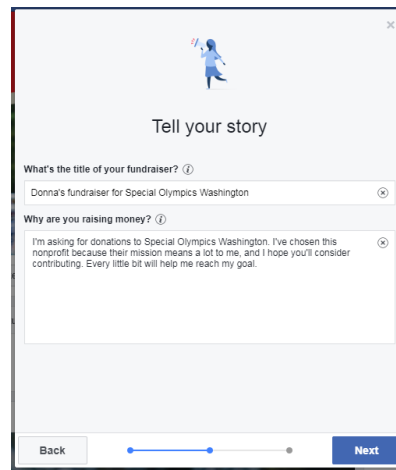 Tell your story
What's the title of your fundraiser?
Donna's fundraiser for Special Olympics Washington
Why are you raising money?
I'm asking for donations to Special Olympics Washington. I've chosen this
nonprofit because their mission means a lot to me, and I hope you'll consider
contributing. Every little bit will help me reach my goal.
Back
Next